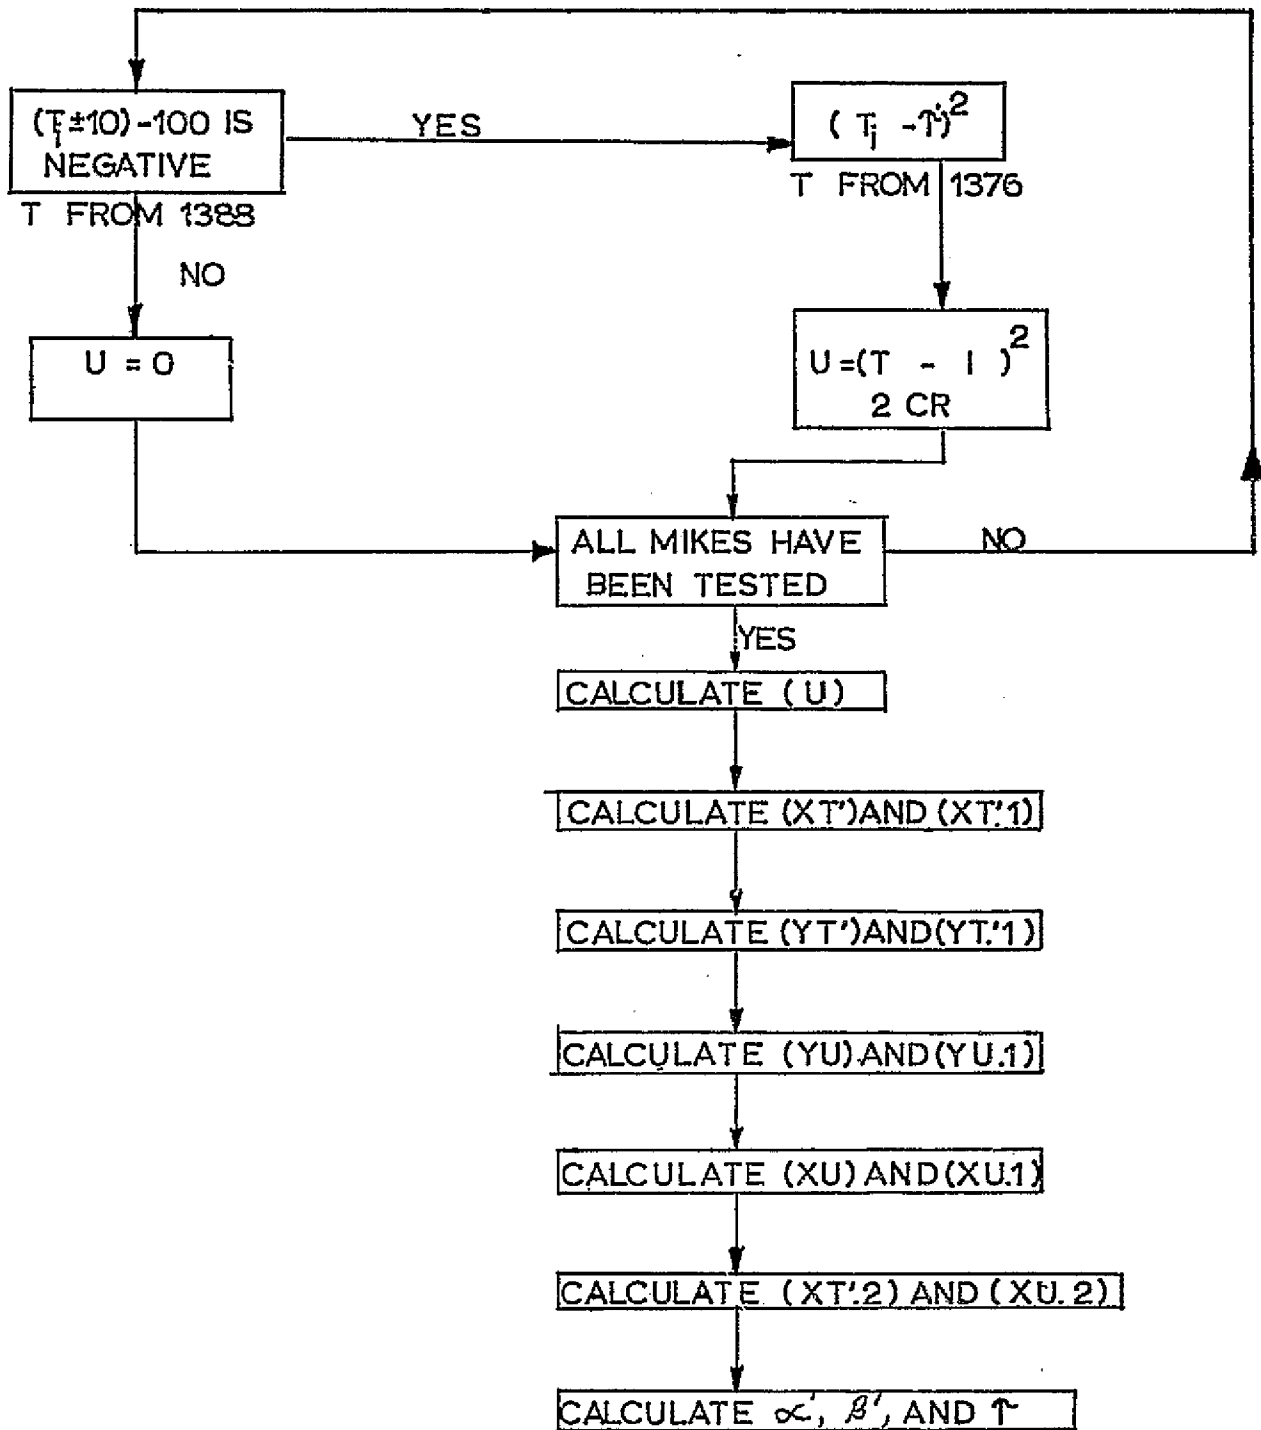 (Tj ±10) -100 IS
NEGATIVE
YES
( Tj - T')²
T FROM 1388
T FROM 1376
NO
U = 0
U = (T - I )²
2 CR
ALL MIKES HAVE
BEEN TESTED
NO
YES
CALCULATE (U)
CALCULATE (XT') AND (XT'.1)
CALCULATE (YT') AND (YT'.1)
CALCULATE (YU) AND (YU.1)
CALCULATE (XU) AND (XU.1)
CALCULATE (XT'.2) AND (XU.2)
CALCULATE α', β', AND T